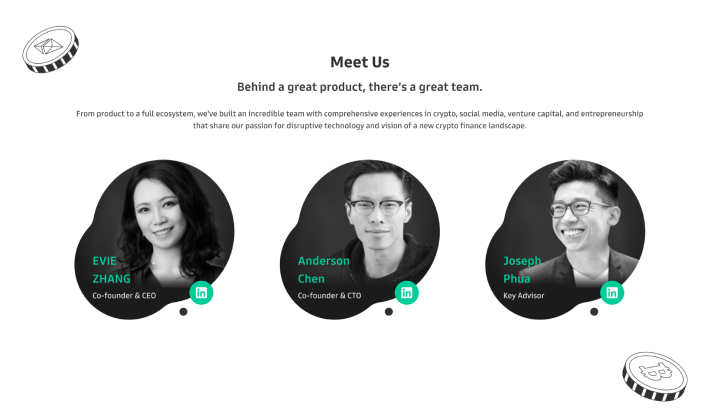 Meet Us
Behind a great product, there's a great team.
From product to a full ecosystem, we've built an incredible team with comprehensive experiences in crypto, social media, venture capital, and entrepreneurship
that share our passion for disruptive technology and vision of a new crypto finance landscape.
EVIE
ZHANG
Co-founder & CEO
in
Anderson
Chen
Co-founder & CTO
in
Joseph
Phua
Key Advisor
in